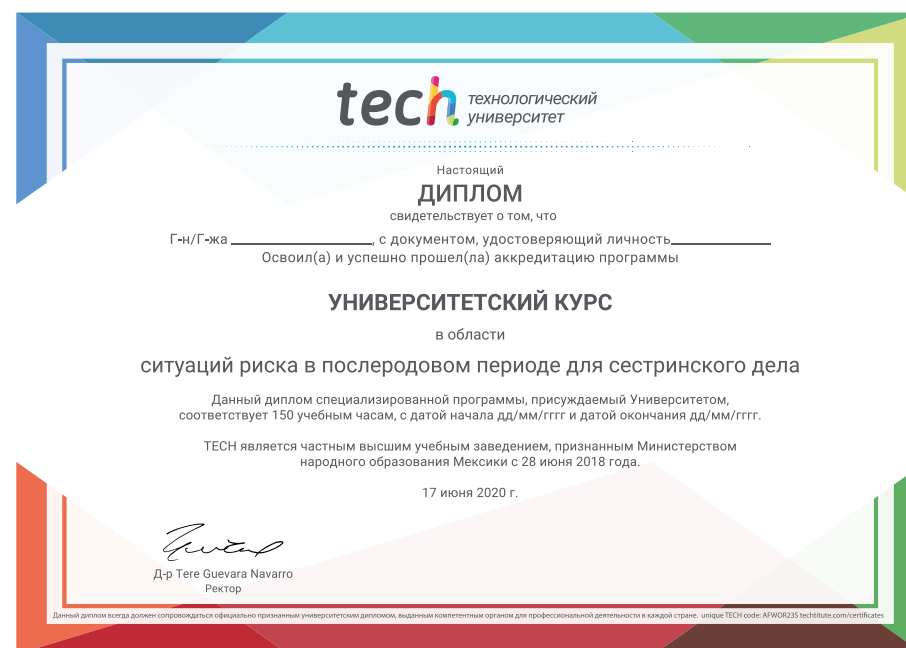 tech технологический
университет
Настоящий
ДИПЛОМ
свидетельствует о том, что
Г-н/Г-жа ________________, с документом, удостоверяющий личность____________
Освоил(а) и успешно прошел(ла) аккредитацию программы
УНИВЕРСИТЕТСКИЙ КУРС
в области
ситуаций риска в послеродовом периоде для сестринского дела
Данный диплом специализированной программы, присуждаемый Университетом,
соответствует 150 учебным часам, с датой начала дд/мм/гггг и датой окончания дд/мм/гггг.
TECH является частным высшим учебным заведением, признанным Министерством
народного образования Мексики с 28 июня 2018 года.
17 июня 2020 г.
Д-р Tere Guevara Navarro
Ректор
Данный диплом всегда должен сопровождаться официально признанным университетским дипломом, выданным компетентным органом для профессиональной деятельности в каждой стране. unique TECH code: AFWOR23S techtitute.com/certificates